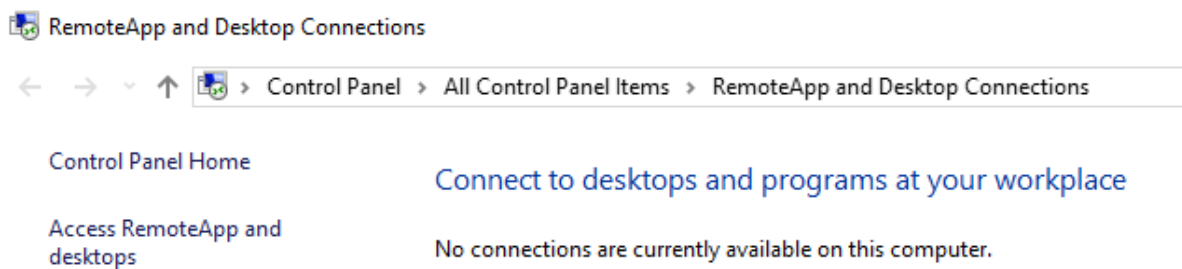 RemoteApp and Desktop Connections
Control Panel > All Control Panel Items > RemoteApp and Desktop Connections
Control Panel Home
Connect to desktops and programs at your workplace
Access RemoteApp and
desktops
No connections are currently available on this computer.